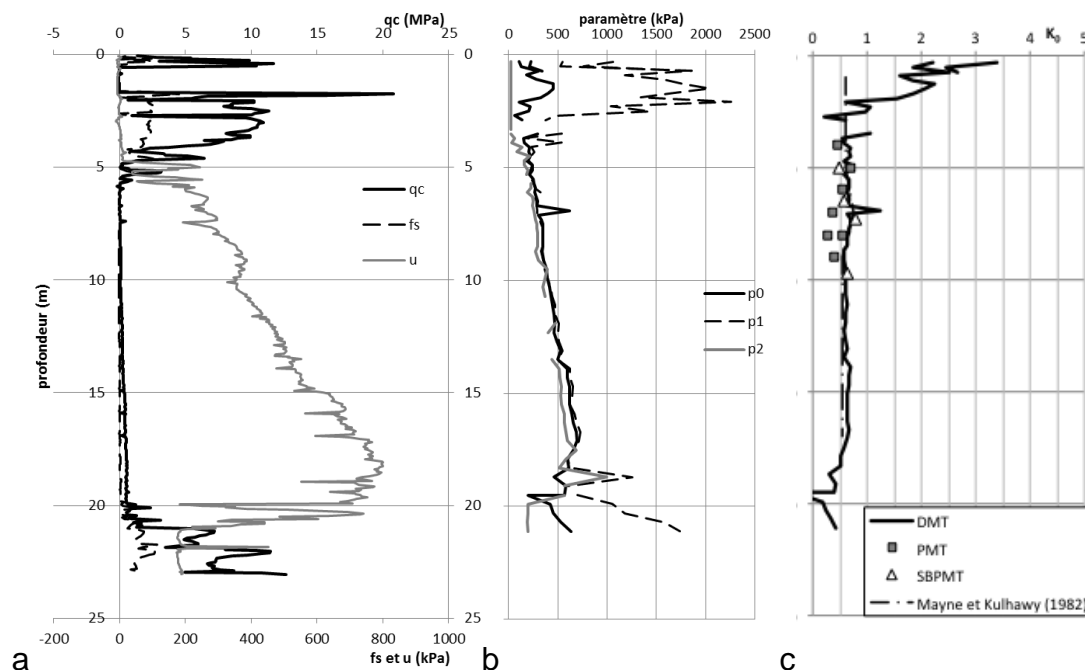 qc (MPa)
-5 0 5 10 15 20 25
0
5
10
15
20
25
profondeur (m)
qc
fs
u
-200 0 200 400 600 800 1000
fs et u (kPa)
a
paramètre (kPa)
0 500 1000 1500 2000 2500
0
5
10
15
20
25
p0
p1
p2
b
K0
0 1 2 3 4 5
DMT
PMT
SBPMT
Mayne et Kulhawy (1982)
c